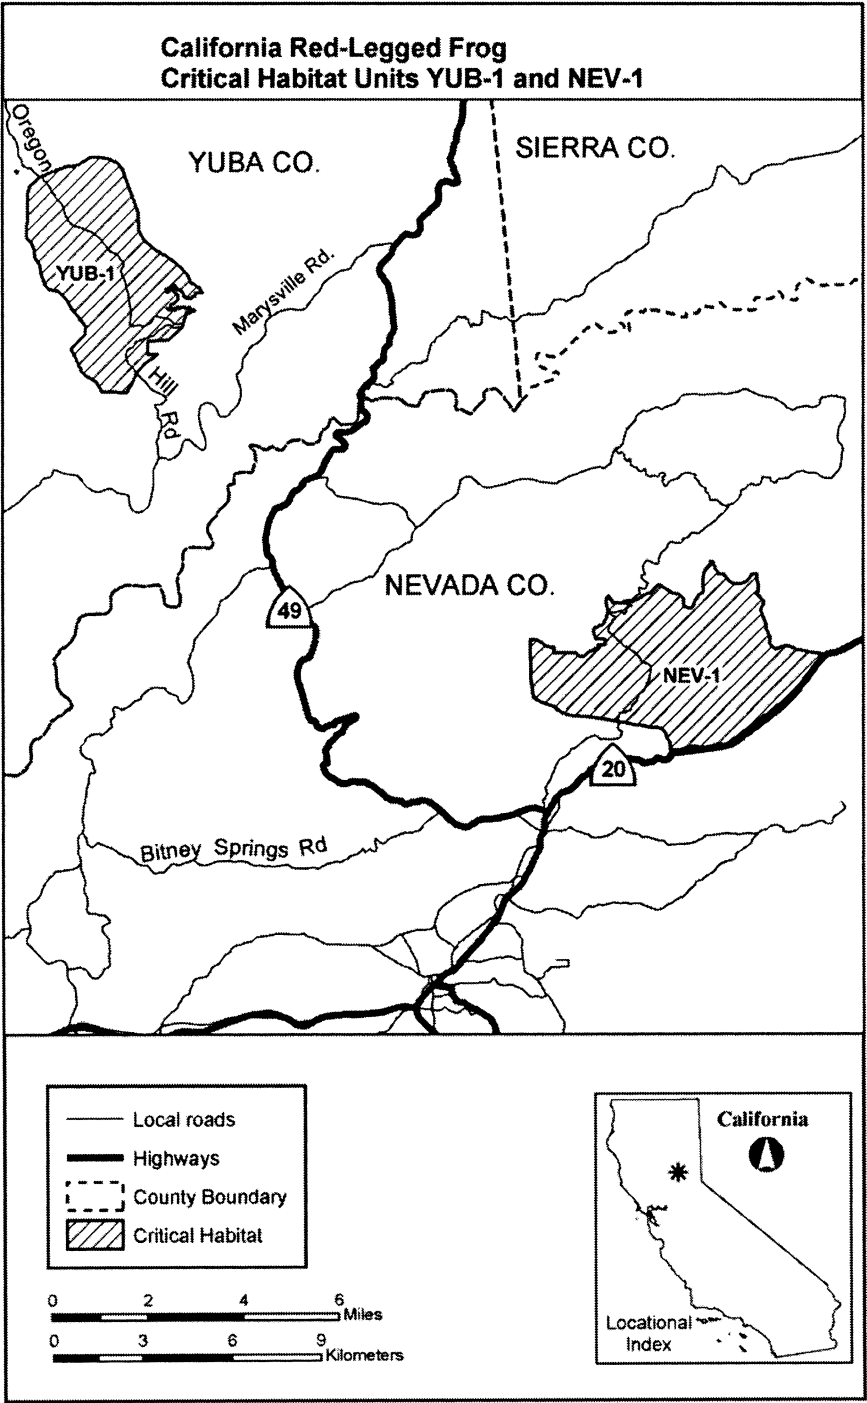 California Red-Legged Frog
Critical Habitat Units YUB-1 and NEV-1
Oregon
YUBA CO.
SIERRA CO.
YUB-1
Marysville Rd.
Hill
Rd
NEVADA CO.
49
NEV-1
20
Bitney Springs Rd
Local roads
Highways
County Boundary
Critical Habitat
0 2 4 6
Miles
0 3 6 9
Kilometers
California
Locational
Index